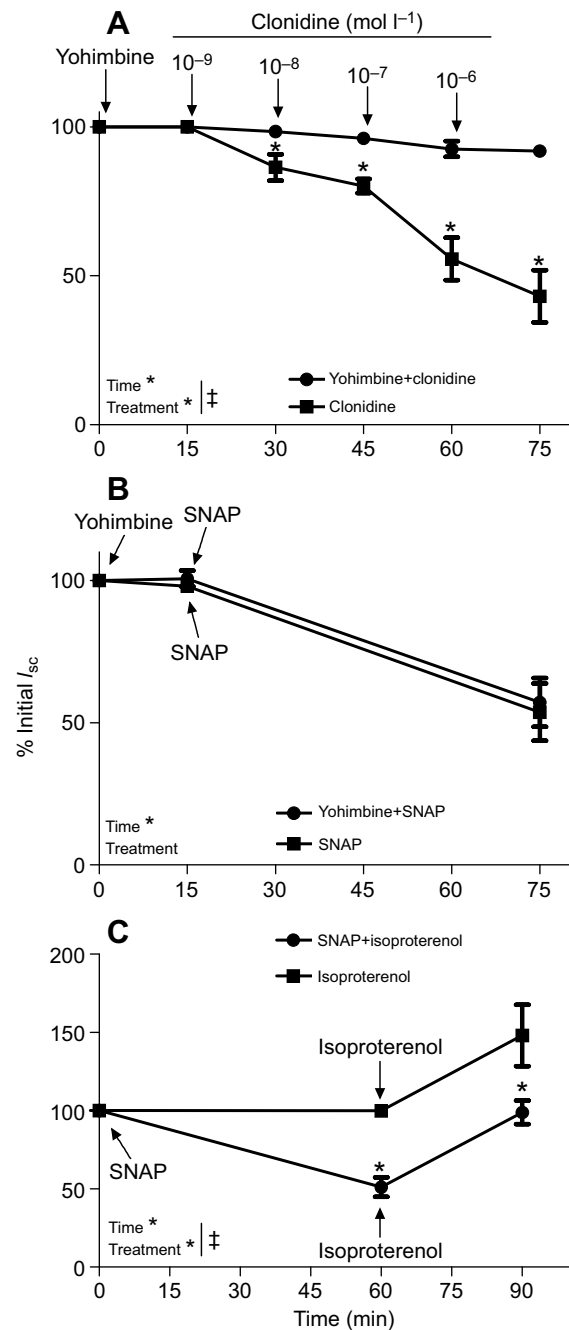 A
Clonidine (mol l–1)
Yohimbine
10–9
10–8
10–7
10–6
100
*
*
*
50
*
Time *
Treatment * ‡
Yohimbine+clonidine
Clonidine
0
0 15 30 45 60 75
B
Yohimbine
SNAP
100
SNAP
% Initial Isc
50
Time *
Treatment
Yohimbine+SNAP
SNAP
0
0 15 30 45 60 75
C
SNAP+isoproterenol
Isoproterenol
200
150
Isoproterenol
100
*
SNAP
*
50
Time *
Treatment * ‡
Isoproterenol
0
0 15 30 45 60 75 90
Time (min)